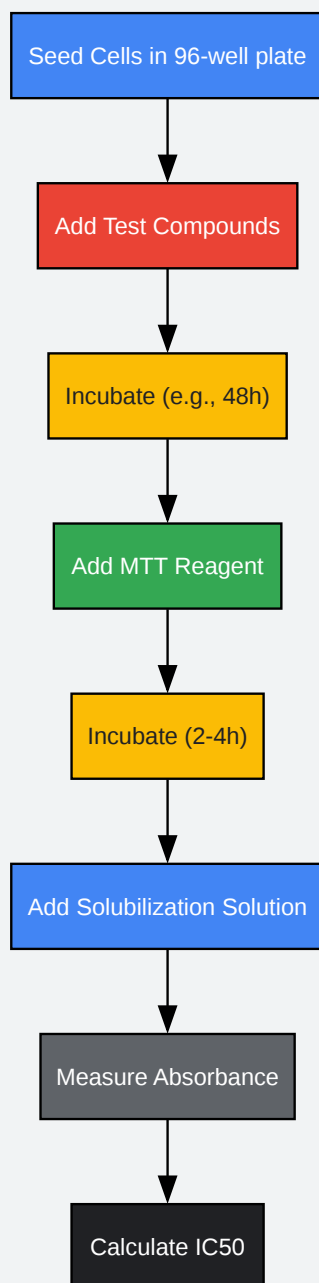 Seed Cells in 96-well plate
Add Test Compounds
Incubate (e.g., 48h)
Add MTT Reagent
Incubate (2-4h)
Add Solubilization Solution
Measure Absorbance
Calculate IC50